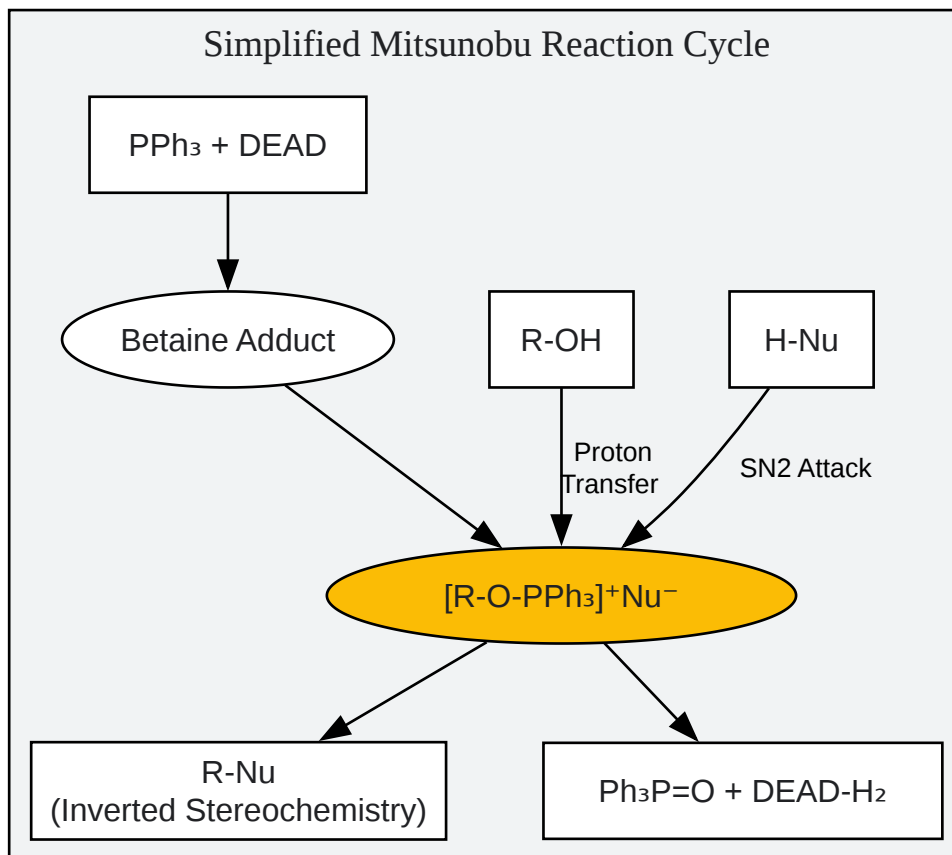 Simplified Mitsunobu Reaction Cycle
PPh₃ + DEAD
Betaine Adduct
R-OH
H-Nu
Proton
Transfer
SN2 Attack
[R-O-PPh₃]⁺Nu⁻
R-Nu
(Inverted Stereochemistry)
Ph₃P=O + DEAD-H₂